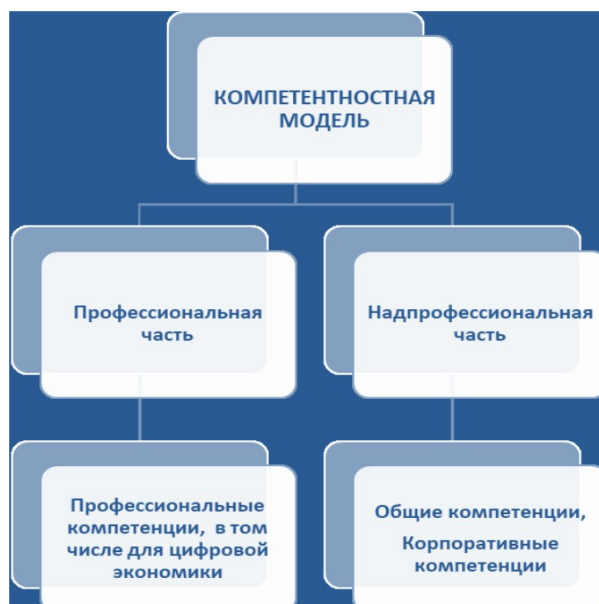 КОМПЕТЕНТНОСТНАЯ
МОДЕЛЬ
Профессиональная
часть
Надпрофессиональная
часть
Профессиональные
компетенции, в том
числе для цифровой
экономики
Общие компетенции,
Корпоративные
компетенции